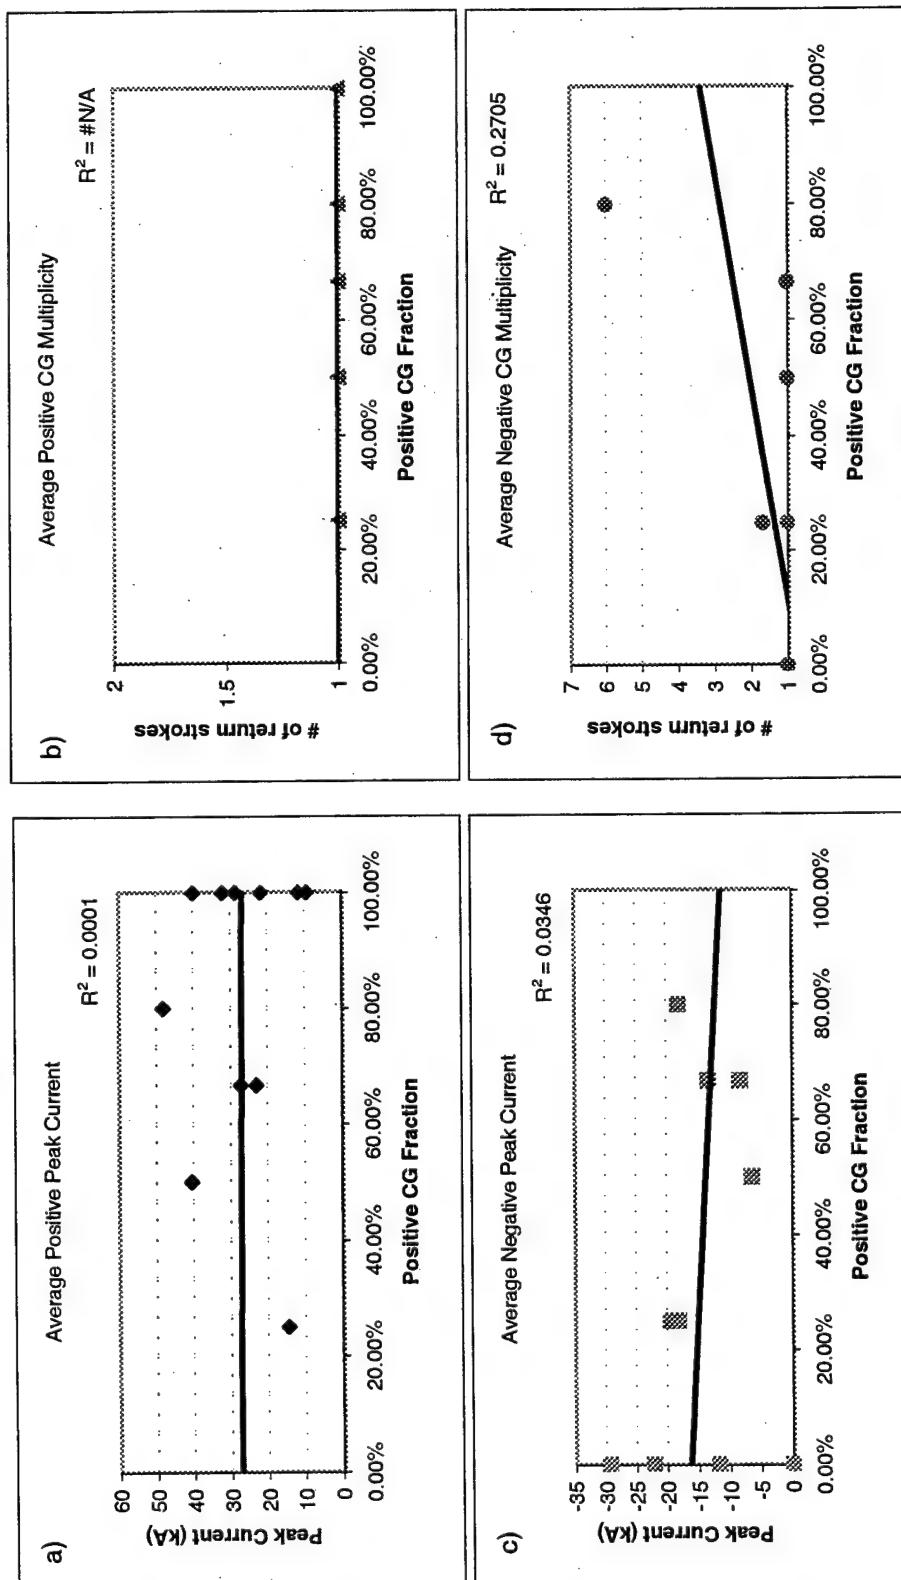 a)
Average Positive Peak Current
R² = 0.0001
Peak Current (kA)
60
50
40
30
20
10
0
0.00% 20.00% 40.00% 60.00% 80.00% 100.00%
Positive CG Fraction
b)
Average Positive CG Multiplicity
R² = #N/A
# of return strokes
2
1.5
1
0.00% 20.00% 40.00% 60.00% 80.00% 100.00%
Positive CG Fraction
c)
Average Negative Peak Current
R² = 0.0346
Peak Current (kA)
-35
-30
-25
-20
-15
-10
-5
0
0.00% 20.00% 40.00% 60.00% 80.00% 100.00%
Positive CG Fraction
d)
Average Negative CG Multiplicity
R² = 0.2705
# of return strokes
7
6
5
4
3
2
1
0.00% 20.00% 40.00% 60.00% 80.00% 100.00%
Positive CG Fraction